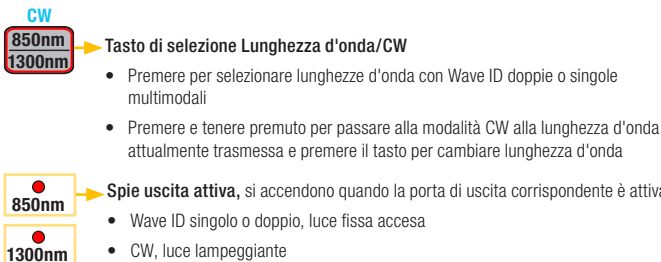 CW
850nm
1300nm
Tasto di selezione Lunghezza d'onda/CW
• Premere per selezionare lunghezze d'onda con Wave ID doppie o singole
multimodali
• Premere e tenere premuto per passare alla modalità CW alla lunghezza d'onda
attualmente trasmessa e premere il tasto per cambiare lunghezza d'onda
850nm
Spie uscita attiva, si accendono quando la porta di uscita corrispondente è attiva
• Wave ID singolo o doppio, luce fissa accesa
1300nm
• CW, luce lampeggiante